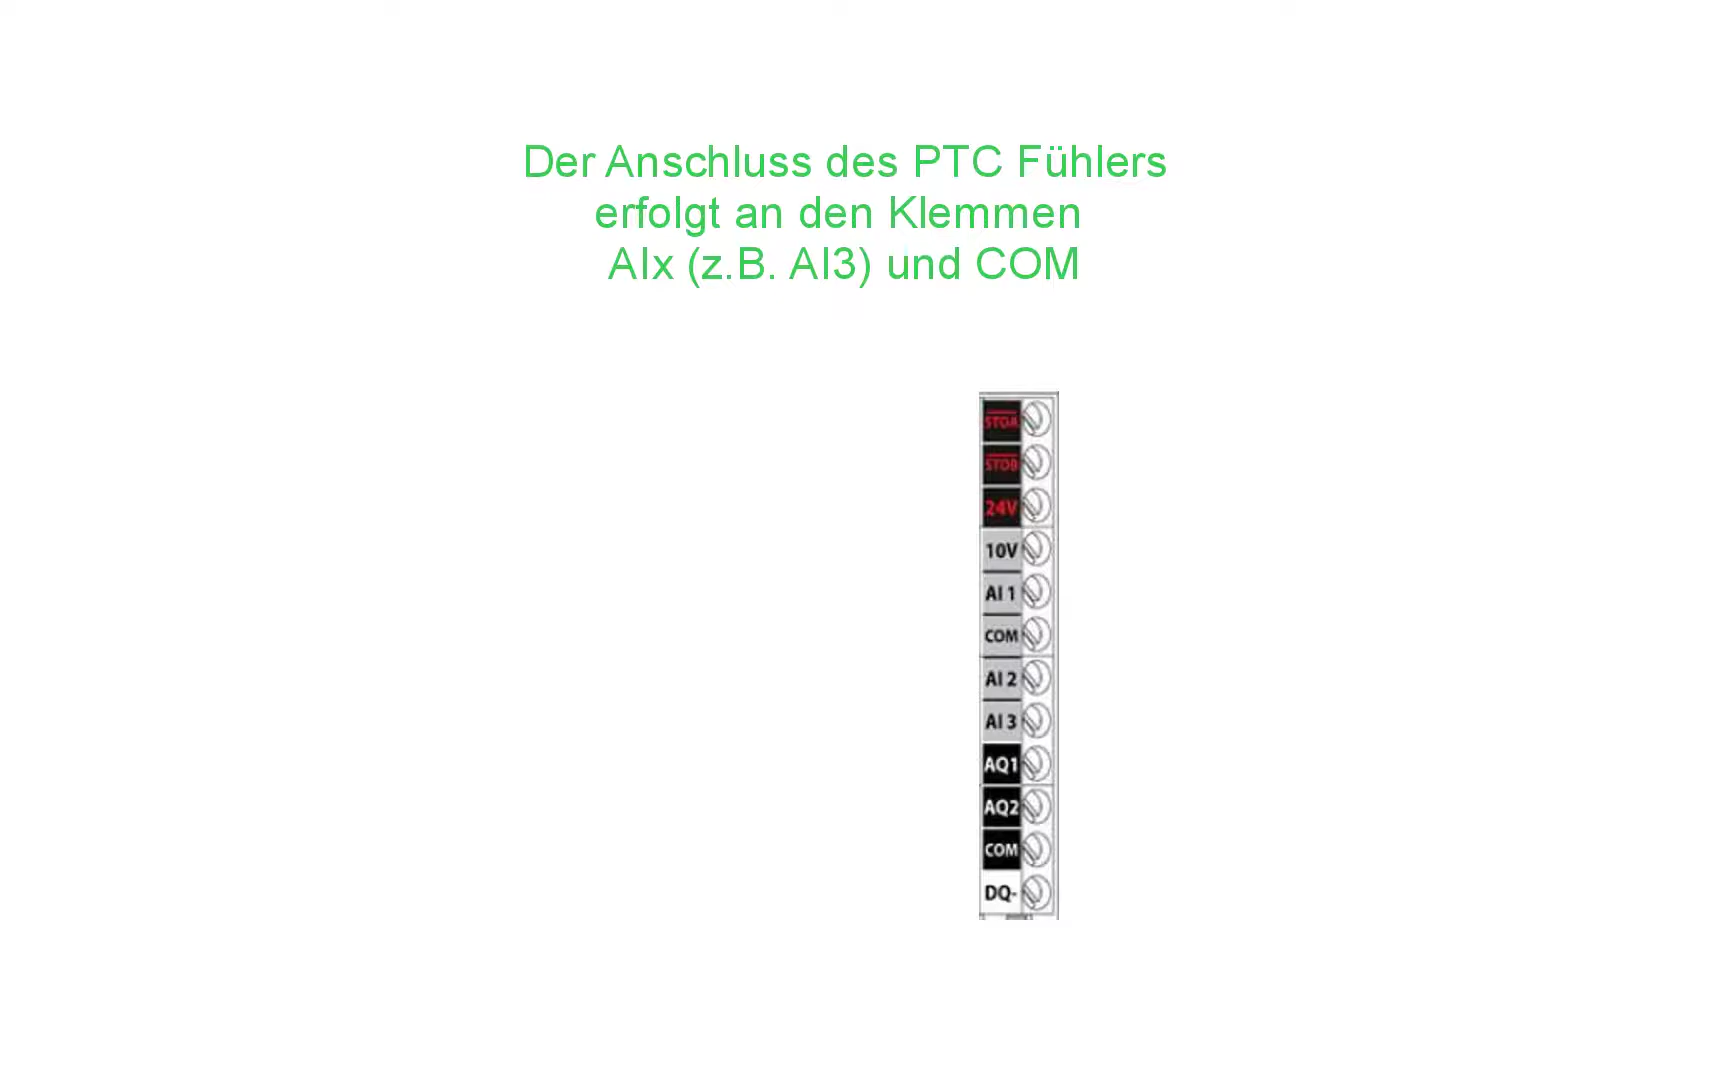 Der Anschluss des PTC Fühlers
erfolgt an den Klemmen
AIx (z.B. AI3) und COM
STOA
STOB
24V
10V
AI 1
COM
AI 2
AI 3
AQ1
AQ2
COM
DQ-